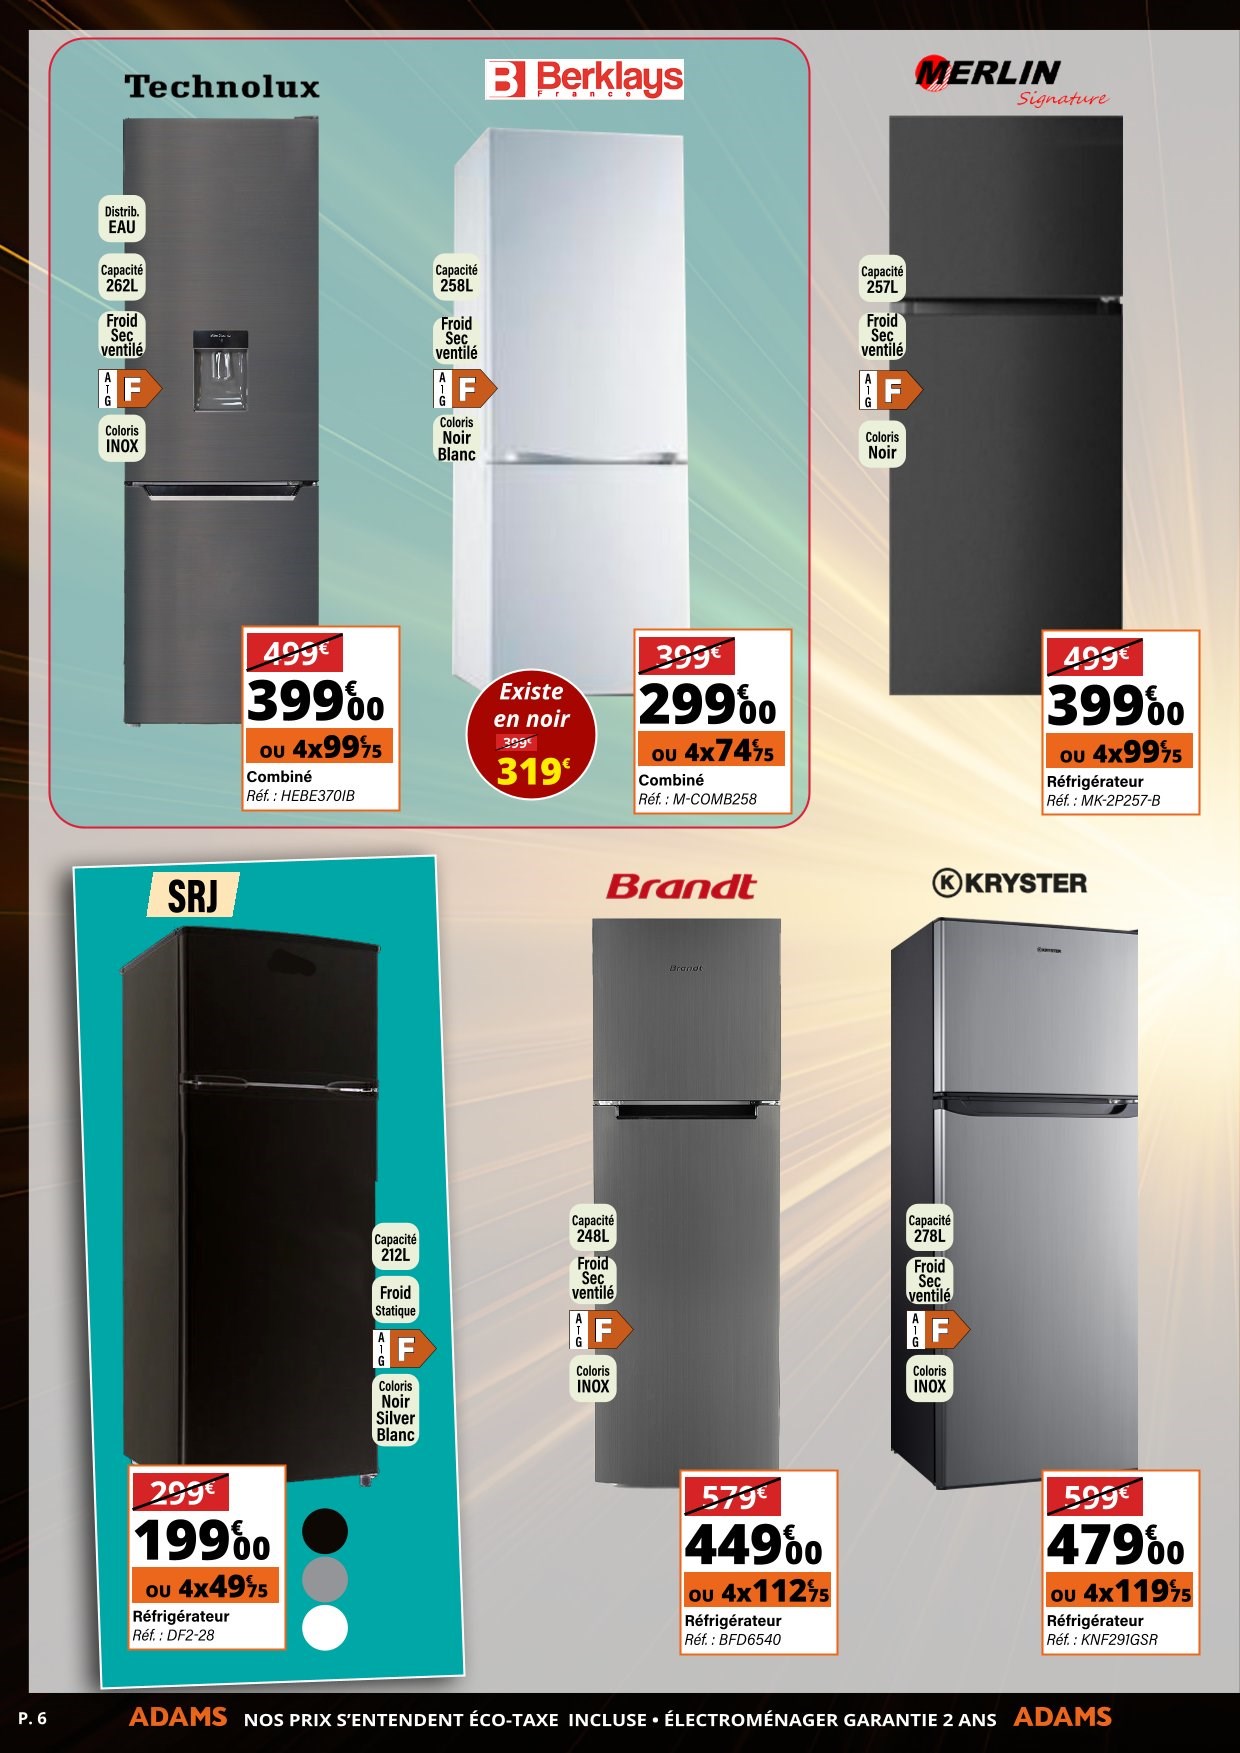 Technolux
Distrib.
EAU
Capacité
262L
Froid
Sec
ventilé
A
G
F
Coloris
INOX
499€
399€00
OU 4x99€75
Combiné
Réf. : HEBE370IB
B Berklays
France
Capacité
258L
Froid
Sec
ventilé
A
G
F
Coloris
Noir
Blanc
Existe
en noir
399€
319€
399€
299€00
OU 4x74€75
Combiné
Réf. : M-COMB258
MERLIN
Signature
Capacité
257L
Froid
Sec
ventilé
A
G
F
Coloris
Noir
499€
399€00
OU 4x99€75
Réfrigérateur
Réf. : MK-2P257-B
SRJ
Capacité
212L
Froid
Statique
A
G
F
Coloris
Noir
Silver
Blanc
299€
199€00
OU 4x49€75
Réfrigérateur
Réf. : DF2-28
Brandt
Brandt
Capacité
248L
Froid
Sec
ventilé
A
G
F
Coloris
INOX
579€
449€00
OU 4x112€75
Réfrigérateur
Réf. : BFD6540
K KRYSTER
KRYSTER
Capacité
278L
Froid
Sec
ventilé
A
G
F
Coloris
INOX
599€
479€00
OU 4x119€75
Réfrigérateur
Réf. : KNF291GSR
P. 6 ADAMS NOS PRIX S’ENTENDENT ÉCO-TAXE INCLUSE • ÉLECTROMÉNAGER GARANTIE 2 ANS ADAMS